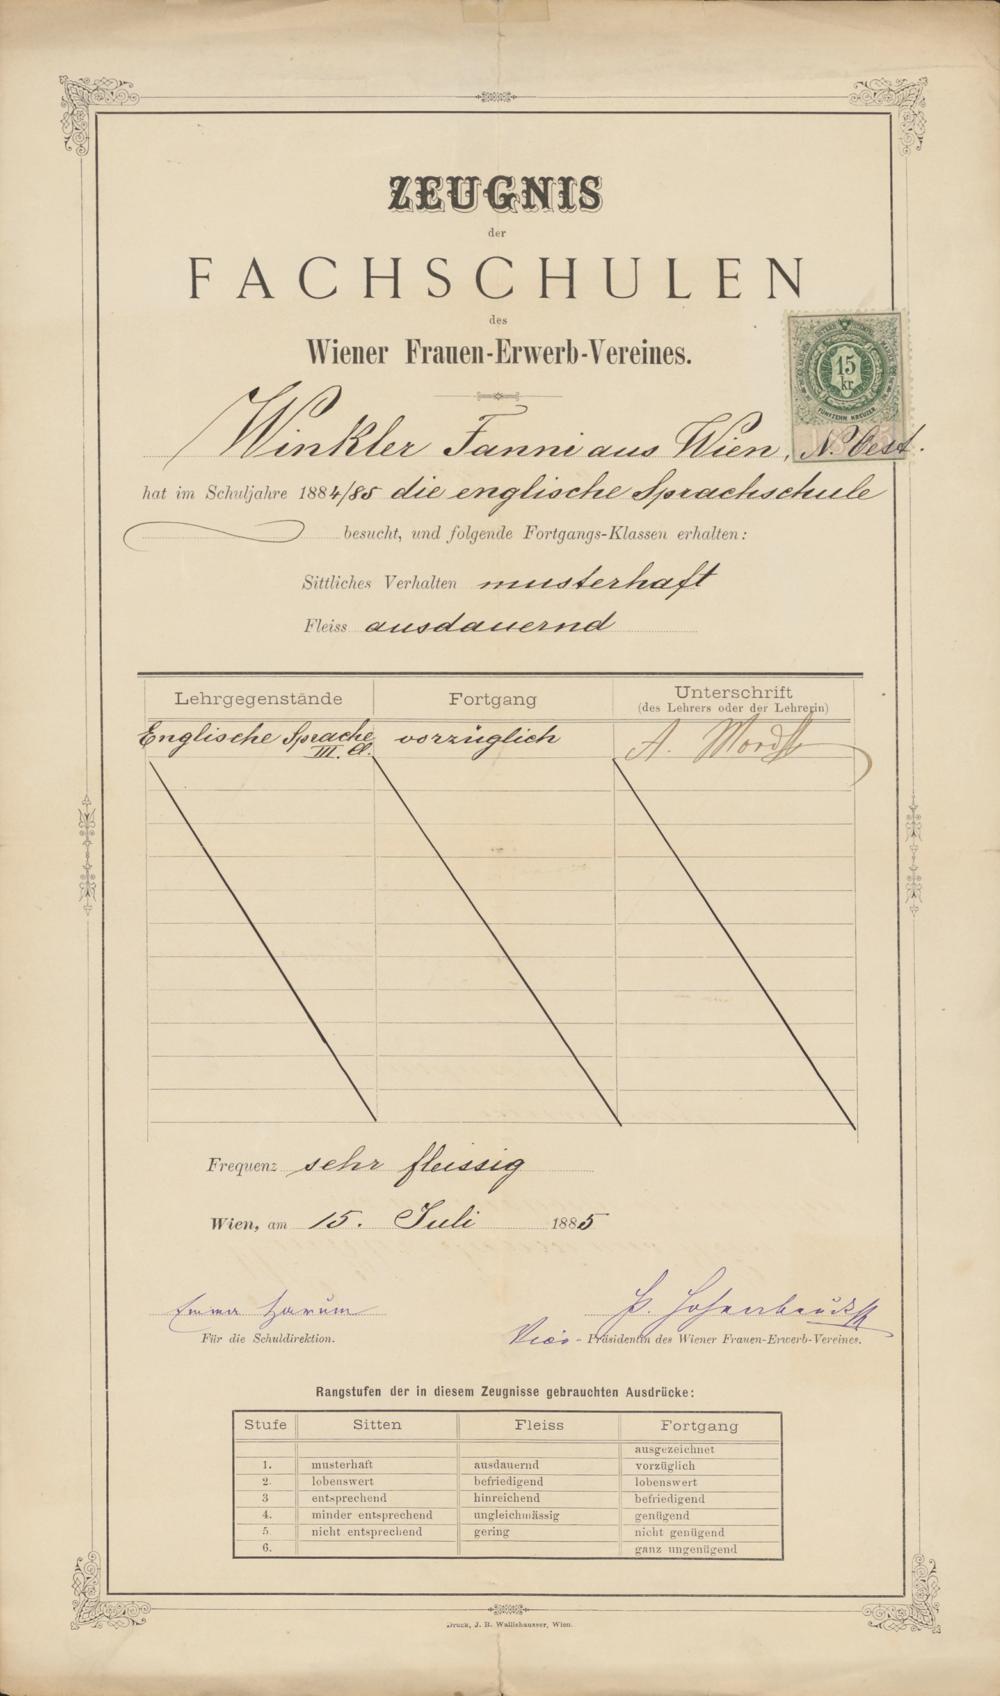 ZEUGNIS
der
FACHSCHULEN
des
Wiener Frauen-Erwerb-Vereines.
15
kr.
FÜNFZEHN KREUZER
Winkler Fanni aus Wien, N. Oest.
hat im Schuljahre 1884/85 die englische Sprachschule
besucht, und folgende Fortgangs-Klassen erhalten:
Sittliches Verhalten musterhaft
Fleiss ausdauernd
Lehrgegenstände Fortgang Unterschrift
(des Lehrers oder der Lehrerin)
Englische Sprache vorzüglich A.
III. Cl.
Frequenz sehr fleissig
Wien, am 15. Juli 1885
Emma Harum
Für die Schuldirektion.
Vice-Präsidentin des Wiener Frauen-Erwerb-Vereines.
Rangstufen der in diesem Zeugnisse gebrauchten Ausdrücke:
Stufe Sitten Fleiss Fortgang
ausgezeichnet
1. musterhaft ausdauernd vorzüglich
2. lobenswert befriedigend lobenswert
3 entsprechend hinreichend befriedigend
4. minder entsprechend ungleichmässig genügend
5. nicht entsprechend gering nicht genügend
6. ganz ungenügend
Druck, J. B. Wallishausser, Wien.